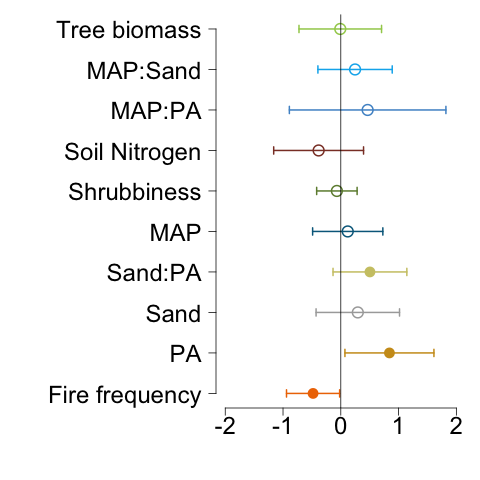 Tree biomass
MAP:Sand
MAP:PA
Soil Nitrogen
Shrubbiness
MAP
Sand:PA
Sand
PA
Fire frequency
-2 -1 0 1 2